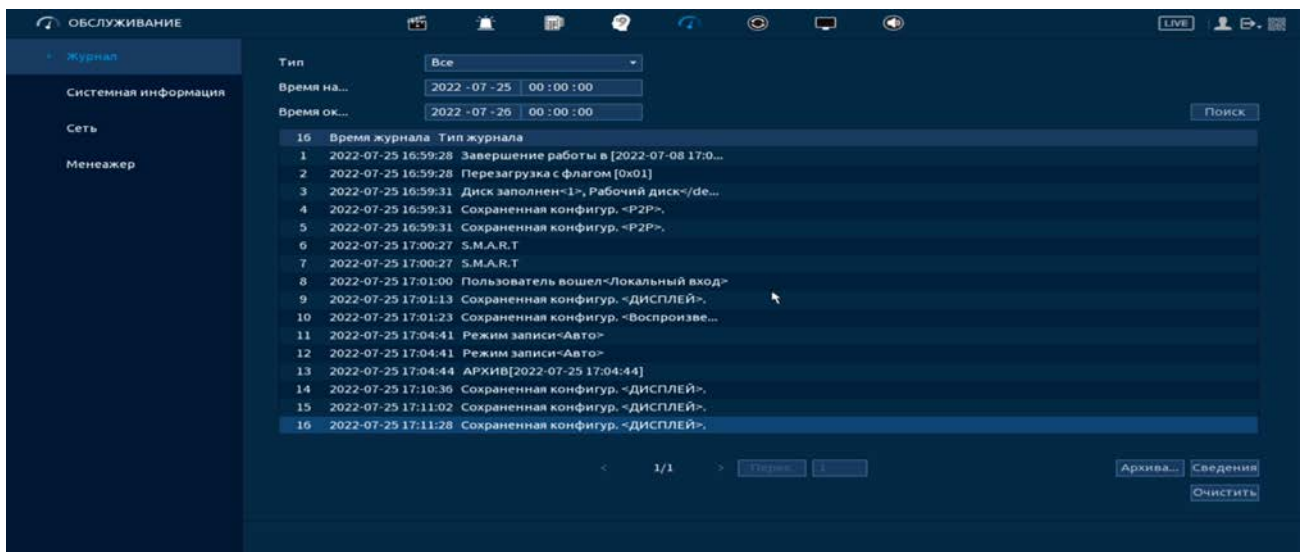 ОБСЛУЖИВАНИЕ
LIVE
Журнал
Системная информация
Сеть
Менеажер
Тип Все
Время на... 2022 -07 -25 00 :00 :00
Время ок... 2022 -07 -26 00 :00 :00
Поиск
16 Время журнала Тип журнала
1 2022-07-25 16:59:28 Завершение работы в [2022-07-08 17:0...
2 2022-07-25 16:59:28 Перезагрузка с флагом [0x01]
3 2022-07-25 16:59:31 Диск заполнен<1>, Рабочий диск</de...
4 2022-07-25 16:59:31 Сохраненная конфигур. <P2P>.
5 2022-07-25 16:59:31 Сохраненная конфигур. <P2P>.
6 2022-07-25 17:00:27 S.M.A.R.T
7 2022-07-25 17:00:27 S.M.A.R.T
8 2022-07-25 17:01:00 Пользователь вошел<Локальный вход>
9 2022-07-25 17:01:13 Сохраненная конфигур. <ДИСПЛЕЙ>.
10 2022-07-25 17:01:23 Сохраненная конфигур. <Воспроизве...
11 2022-07-25 17:04:41 Режим записи<Авто>
12 2022-07-25 17:04:41 Режим записи<Авто>
13 2022-07-25 17:04:44 АРХИВ[2022-07-25 17:04:44]
14 2022-07-25 17:10:36 Сохраненная конфигур. <ДИСПЛЕЙ>.
15 2022-07-25 17:11:02 Сохраненная конфигур. <ДИСПЛЕЙ>.
16 2022-07-25 17:11:28 Сохраненная конфигур. <ДИСПЛЕЙ>.
< 1/1 > 1
Архива... Сведения
Очистить